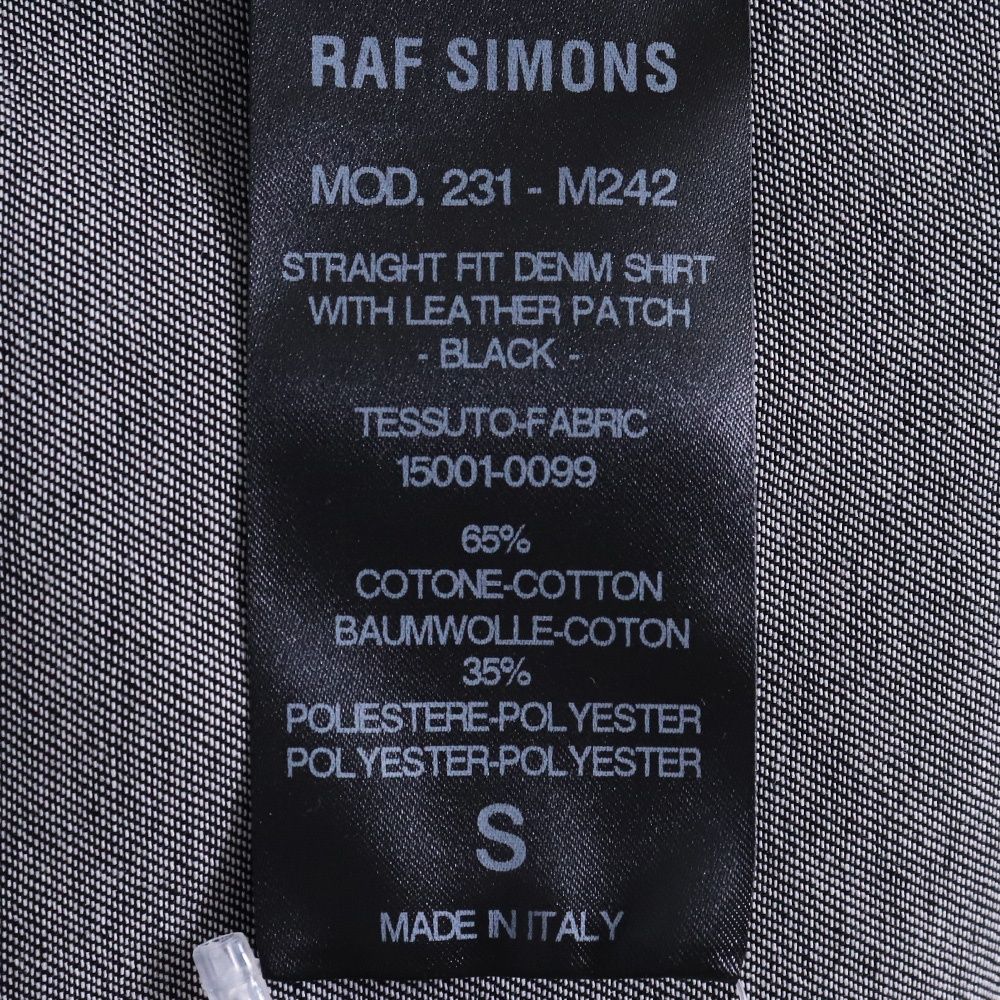 RAF SIMONS
MOD. 231 - M242
STRAIGHT FIT DENIM SHIRT
WITH LEATHER PATCH
- BLACK -
TESSUTO-FABRIC
15001-0099
65%
COTONE-COTTON
BAUMWOLLE-COTON
35%
POLIESTERE-POLYESTER
POLYESTER-POLYESTER
S
MADE IN ITALY